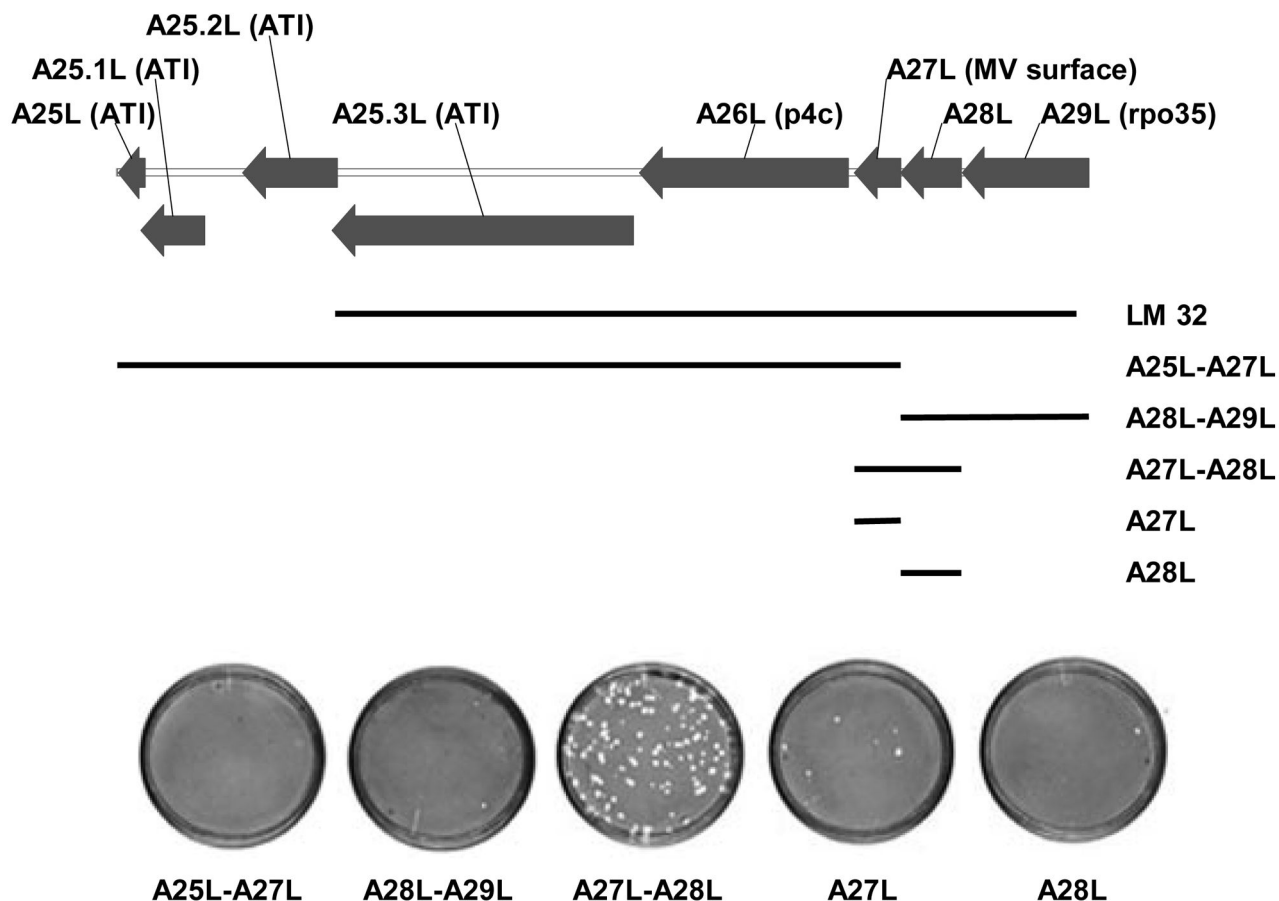 A25.2L (ATI)
A25.1L (ATI)
A27L (MV surface)
A25L (ATI)
A25.3L (ATI)
A26L (p4c)
A28L
A29L (rpo35)
LM 32
A25L-A27L
A28L-A29L
A27L-A28L
A27L
A28L
A25L-A27L
A28L-A29L
A27L-A28L
A27L
A28L